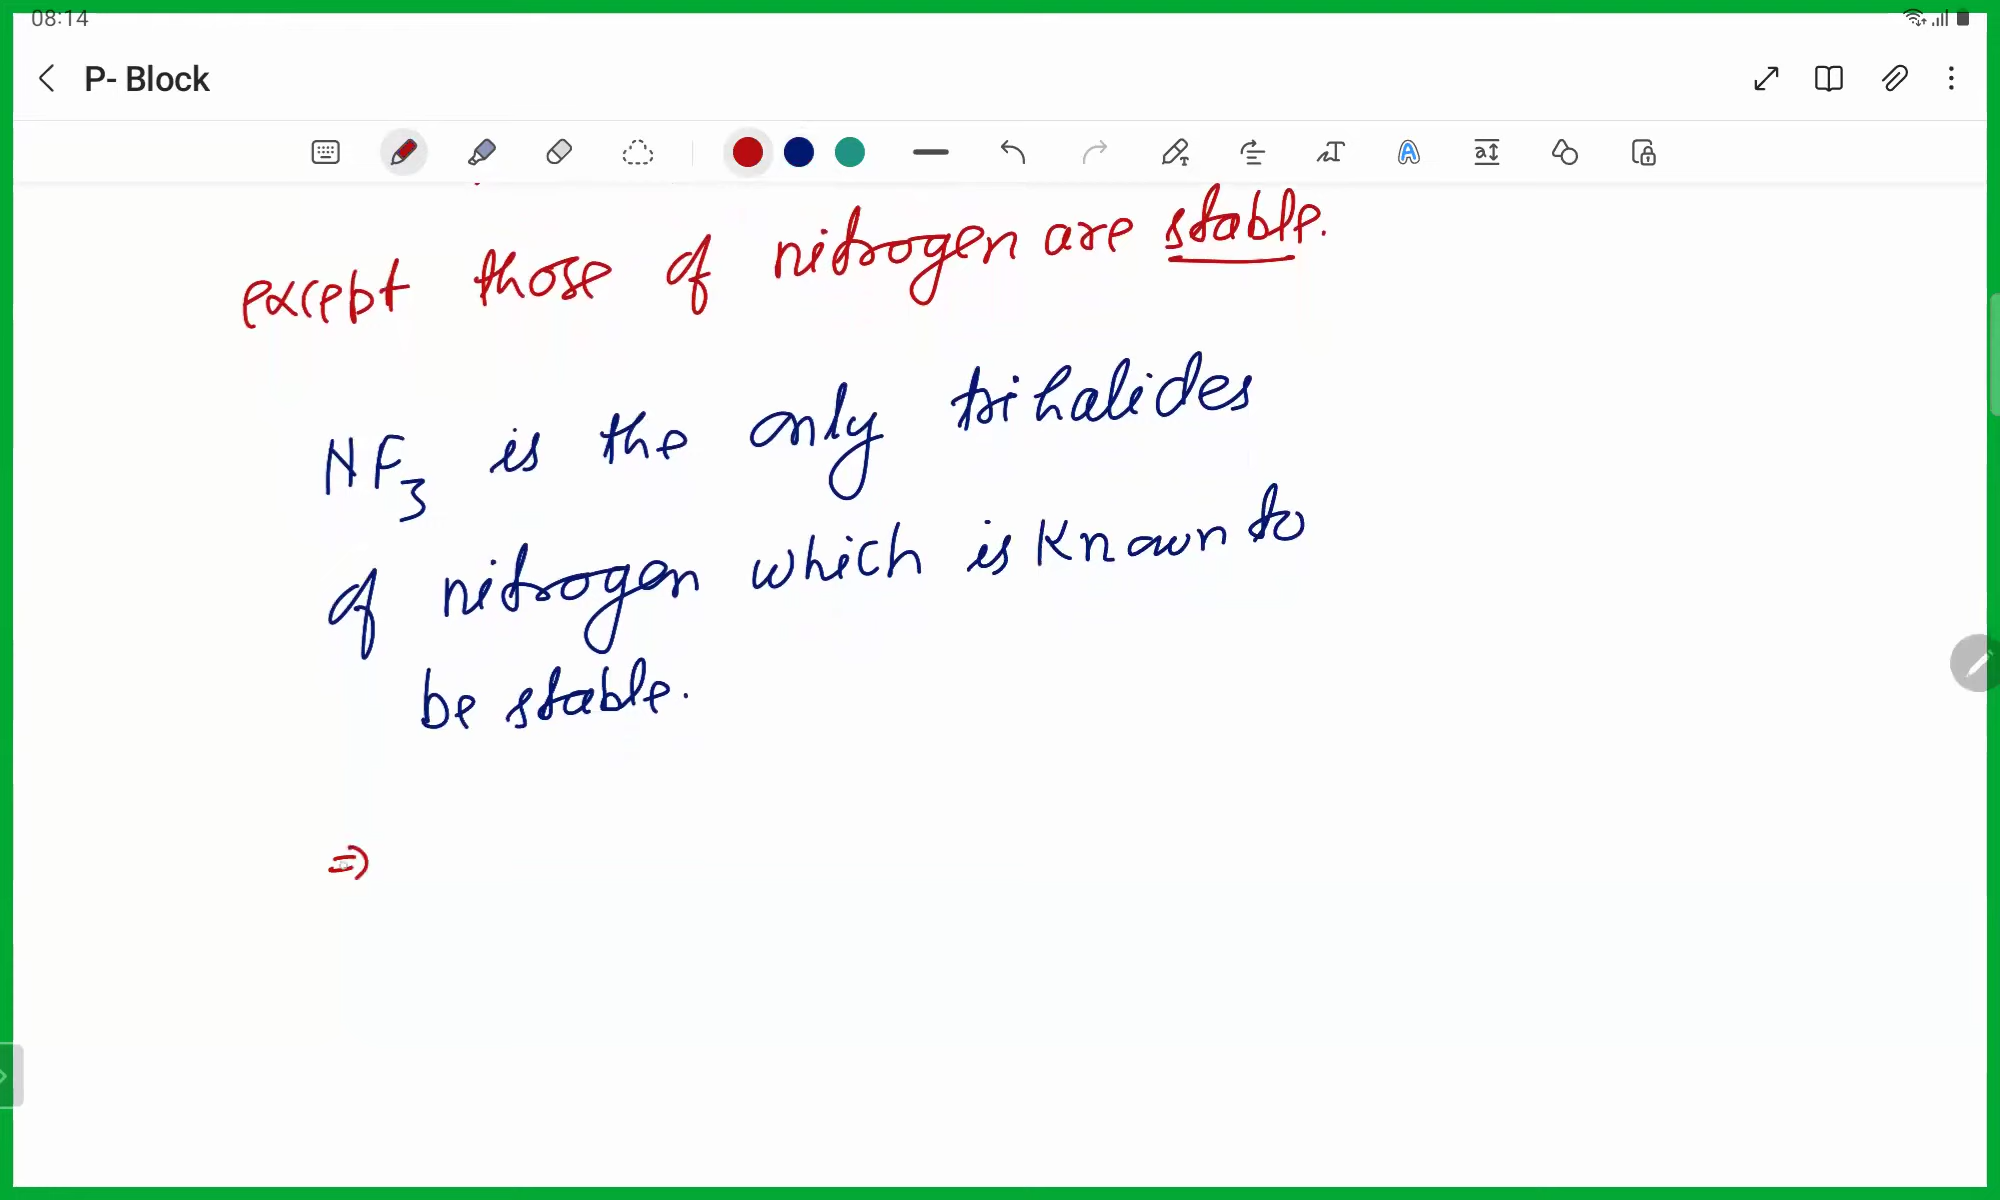 08:14
P- Block
except those of nitrogen are stable.
NF₃ is the only trihalides
of nitrogen which is known to
be stable.
⇒